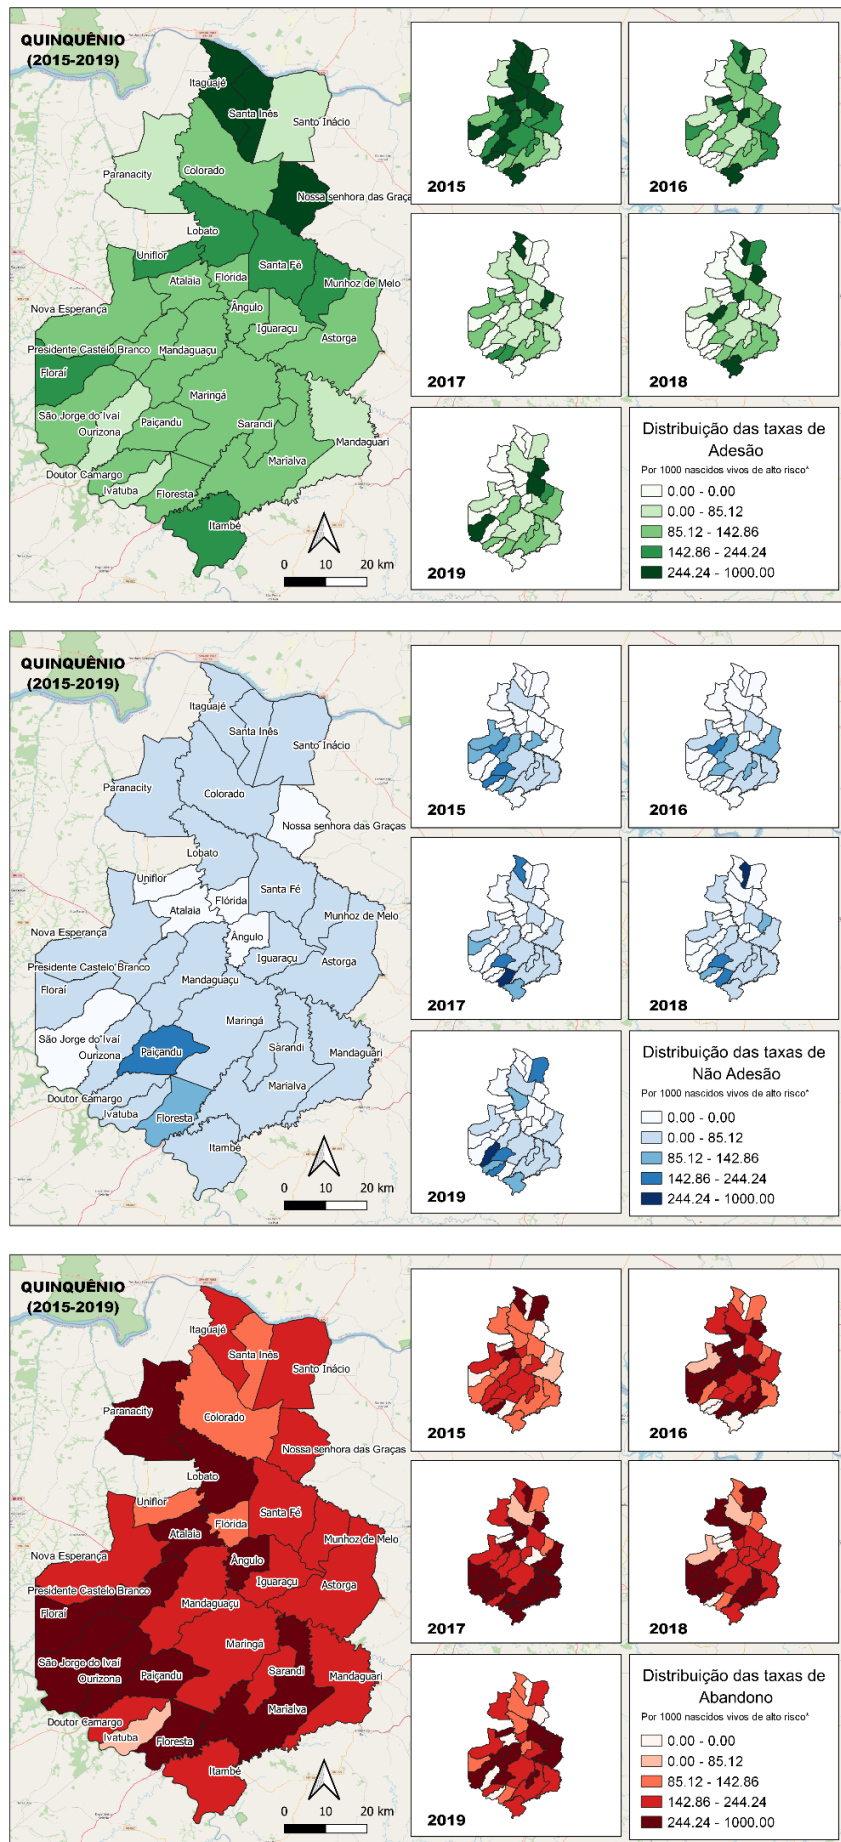 QUINQUÊNIO
(2015-2019)
Itaguajé
Santa Inês
Santo Inácio
Paranacity
Colorado
Nossa senhora das Graça
Lobato
Uniflor
Atalaia
Flórida
Santa Fé
Munhoz de Melo
Nova Esperança
Ângulo
Iguaraçu
Astorga
Presidente Castelo Branco
Mandaguaçu
Floraí
Maringá
São Jorge do Ivaí
Ourizona
Paiçandu
Sarandi
Mandaguari
Marialva
Doutor Camargo
Ivatuba
Floresta
Itambé
0 10 20 km
2015
2016
2017
2018
2019
Distribuição das taxas de
Adesão
Por 1000 nascidos vivos de alto risco*
0.00 - 0.00
0.00 - 85.12
85.12 - 142.86
142.86 - 244.24
244.24 - 1000.00
QUINQUÊNIO
(2015-2019)
Itaguajé
Santa Inês
Santo Inácio
Paranacity
Colorado
Nossa senhora das Graças
Lobato
Uniflor
Atalaia
Flórida
Santa Fé
Munhoz de Melo
Nova Esperança
Ângulo
Iguaraçu
Astorga
Presidente Castelo Branco
Mandaguaçu
Floraí
Maringá
São Jorge do Ivaí
Ourizona
Paiçandu
Sarandi
Mandaguari
Marialva
Doutor Camargo
Ivatuba
Floresta
Itambé
0 10 20 km
2015
2016
2017
2018
2019
Distribuição das taxas de
Não Adesão
Por 1000 nascidos vivos de alto risco*
0.00 - 0.00
0.00 - 85.12
85.12 - 142.86
142.86 - 244.24
244.24 - 1000.00
QUINQUÊNIO
(2015-2019)
Itaguajé
Santa Inês
Santo Inácio
Paranacity
Colorado
Nossa senhora das Graças
Lobato
Uniflor
Atalaia
Flórida
Santa Fé
Munhoz de Melo
Nova Esperança
Ângulo
Iguaraçu
Astorga
Presidente Castelo Branco
Mandaguaçu
Floraí
Maringá
São Jorge do Ivaí
Ourizona
Paiçandu
Sarandi
Mandaguari
Marialva
Doutor Camargo
Ivatuba
Floresta
Itambé
0 10 20 km
2015
2016
2017
2018
2019
Distribuição das taxas de
Abandono
Por 1000 nascidos vivos de alto risco*
0.00 - 0.00
0.00 - 85.12
85.12 - 142.86
142.86 - 244.24
244.24 - 1000.00